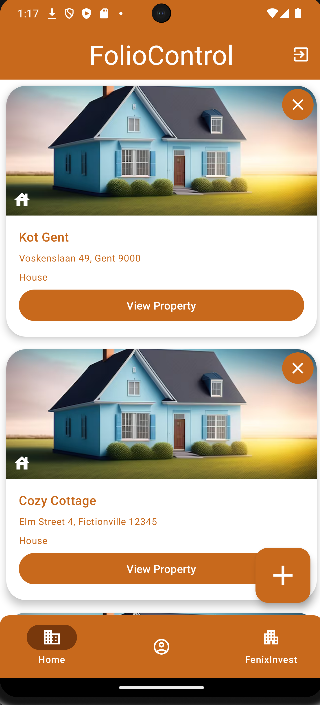 1:17
FolioControl
Kot Gent
Voskenslaan 49, Gent 9000
House
View Property
Cozy Cottage
Elm Street 4, Fictionville 12345
House
View Property
Home
FenixInvest